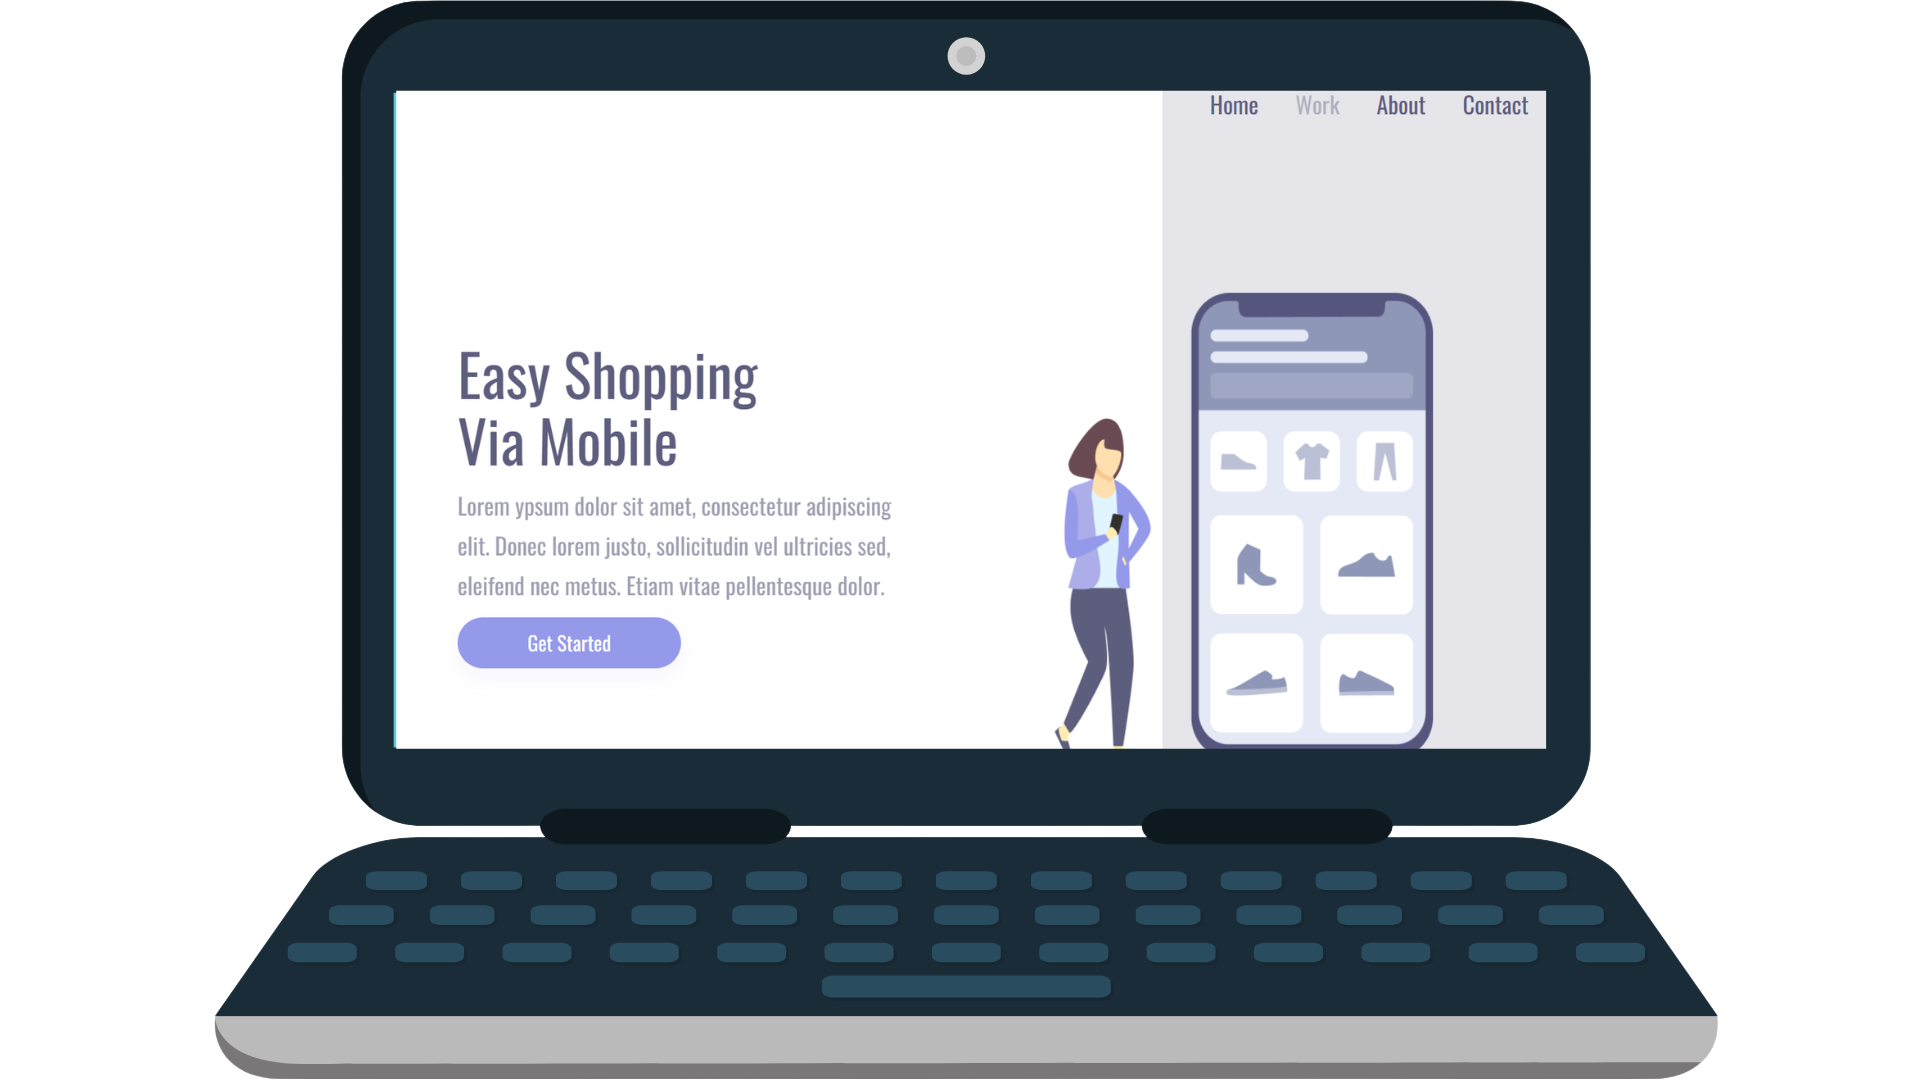 Home Work About Contact
Easy Shopping
Via Mobile
Lorem ypsum dolor sit amet, consectetur adipiscing
elit. Donec lorem justo, sollicitudin vel ultricies sed,
eleifend nec metus. Etiam vitae pellentesque dolor.
Get Started